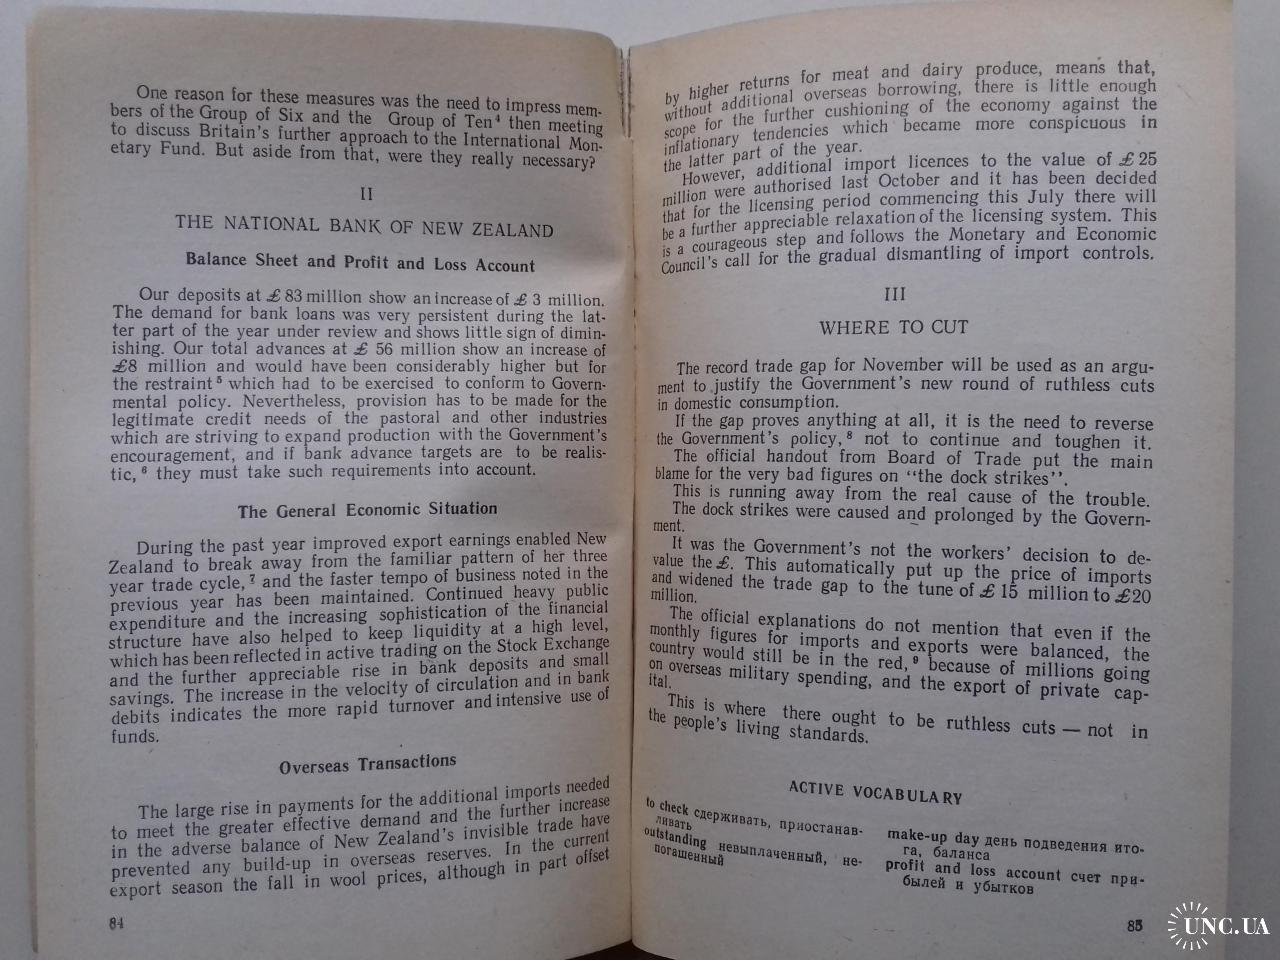 One reason for these measures was the need to impress mem-
bers of the Group of Six and the Group of Ten⁴ then meeting
to discuss Britain's further approach to the International Mon-
etary Fund. But aside from that, were they really necessary?
II
THE NATIONAL BANK OF NEW ZEALAND
Balance Sheet and Profit and Loss Account
Our deposits at £ 83 million show an increase of £ 3 million.
The demand for bank loans was very persistent during the lat-
ter part of the year under review and shows little sign of dimin-
ishing. Our total advances at £ 56 million show an increase of
£8 million and would have been considerably higher but for
the restraint⁵ which had to be exercised to conform to Govern-
mental policy. Nevertheless, provision has to be made for the
legitimate credit needs of the pastoral and other industries
which are striving to expand production with the Government's
encouragement, and if bank advance targets are to be realis-
tic,⁶ they must take such requirements into account.
The General Economic Situation
During the past year improved export earnings enabled New
Zealand to break away from the familiar pattern of her three
year trade cycle,⁷ and the faster tempo of business noted in the
previous year has been maintained. Continued heavy public
expenditure and the increasing sophistication of the financial
structure have also helped to keep liquidity at a high level,
which has been reflected in active trading on the Stock Exchange
and the further appreciable rise in bank deposits and small
savings. The increase in the velocity of circulation and in bank
debits indicates the more rapid turnover and intensive use of
funds.
Overseas Transactions
The large rise in payments for the additional imports needed
to meet the greater effective demand and the further increase
in the adverse balance of New Zealand's invisible trade have
prevented any build-up in overseas reserves. In the current
export season the fall in wool prices, although in part offset
84
by higher returns for meat and dairy produce, means that,
without additional overseas borrowing, there is little enough
scope for the further cushioning of the economy against the
inflationary tendencies which became more conspicuous in
the latter part of the year.
However, additional import licences to the value of £ 25
million were authorised last October and it has been decided
that for the licensing period commencing this July there will
be a further appreciable relaxation of the licensing system. This
is a courageous step and follows the Monetary and Economic
Council's call for the gradual dismantling of import controls.
III
WHERE TO CUT
The record trade gap for November will be used as an argu-
ment to justify the Government's new round of ruthless cuts
in domestic consumption.
If the gap proves anything at all, it is the need to reverse
the Government's policy,⁸ not to continue and toughen it.
The official handout from Board of Trade put the main
blame for the very bad figures on "the dock strikes".
This is running away from the real cause of the trouble.
The dock strikes were caused and prolonged by the Govern-
ment.
It was the Government's not the workers' decision to de-
value the £. This automatically put up the price of imports
and widened the trade gap to the tune of £ 15 million to £20
million.
The official explanations do not mention that even if the
monthly figures for imports and exports were balanced, the
country would still be in the red,⁹ because of millions going
on overseas military spending, and the export of private cap-
ital.
This is where there ought to be ruthless cuts — not in
the people's living standards.
ACTIVE VOCABULARY
to check сдерживать, приостанав-
ливать
outstanding невыплаченный, не-
погашенный
make-up day день подведения ито-
га, баланса
profit and loss account счет при-
былей и убытков
85
UNC.UA